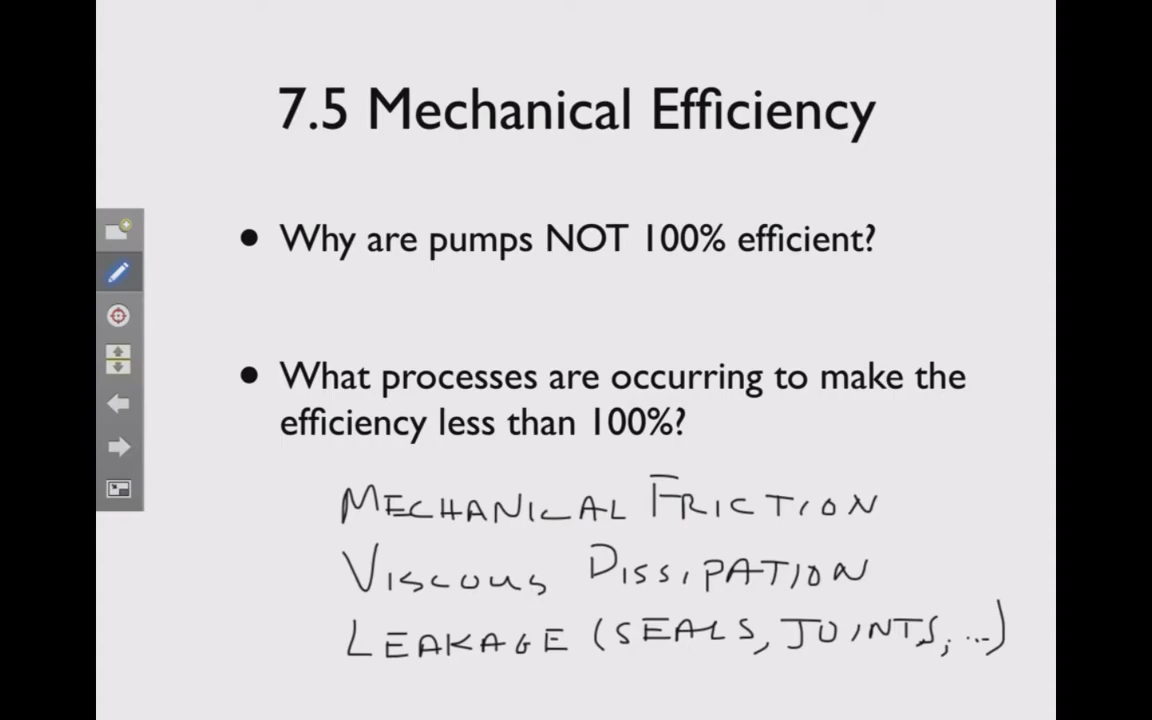 7.5 Mechanical Efficiency
• Why are pumps NOT 100% efficient?
• What processes are occurring to make the
efficiency less than 100%?
MECHANICAL FRICTION
VISCOUS DISSIPATION
LEAKAGE (SEALS, JOINTS, ...)